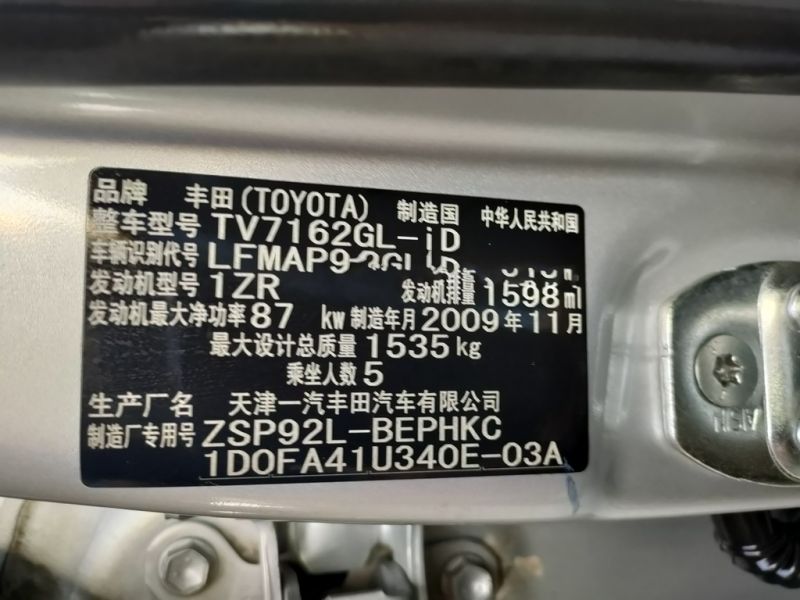 品牌 丰田(TOYOTA) 制造国 中华人民共和国
整车型号 TV7162GL-iD
车辆识别代号 LFMAP9
发动机型号 1ZR 发动机排量 1598ml
发动机最大净功率 87 kw 制造年月 2009年11月
最大设计总质量 1535kg
乘坐人数 5
生产厂名 天津一汽丰田汽车有限公司
制造厂专用号 ZSP92L-BEPHKC
1D0FA41U340E-03A